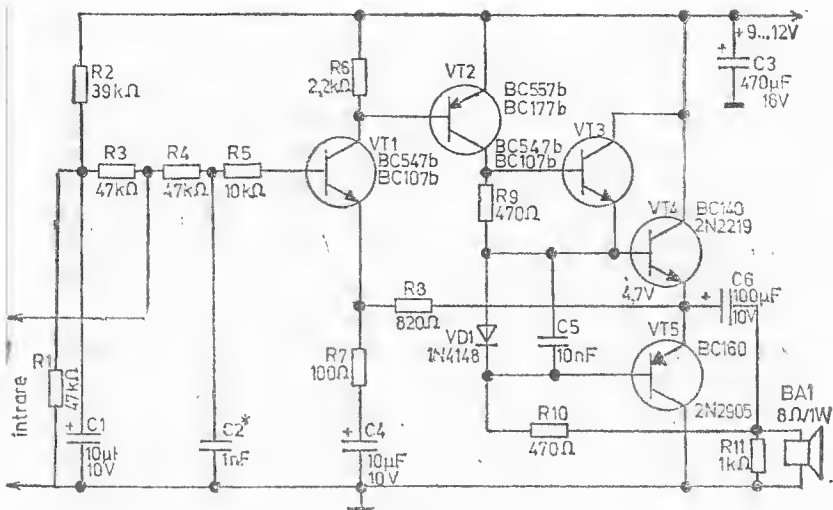 + 9...12V
R2
39kΩ
R6
2,2kΩ
VT2
BC557b
BC177b
+
C3
470µF
16V
R3
47kΩ
R4
47kΩ
R5
10kΩ
VT1
BC547b
BC107b
BC547b
BC107b
VT3
R9
470Ω
VT4
BC140
2N2219
4,7V
R8
820Ω
+
C6
100µF
10V
VD1
1N4148
C5
10nF
VT5
BC160
2N2905
R7
100Ω
R1
47kΩ
intrare
+
C1
10µF
10V
C2*
1nF
+
C4
10µF
10V
R10
470Ω
R11
1kΩ
BA1
8Ω/1W